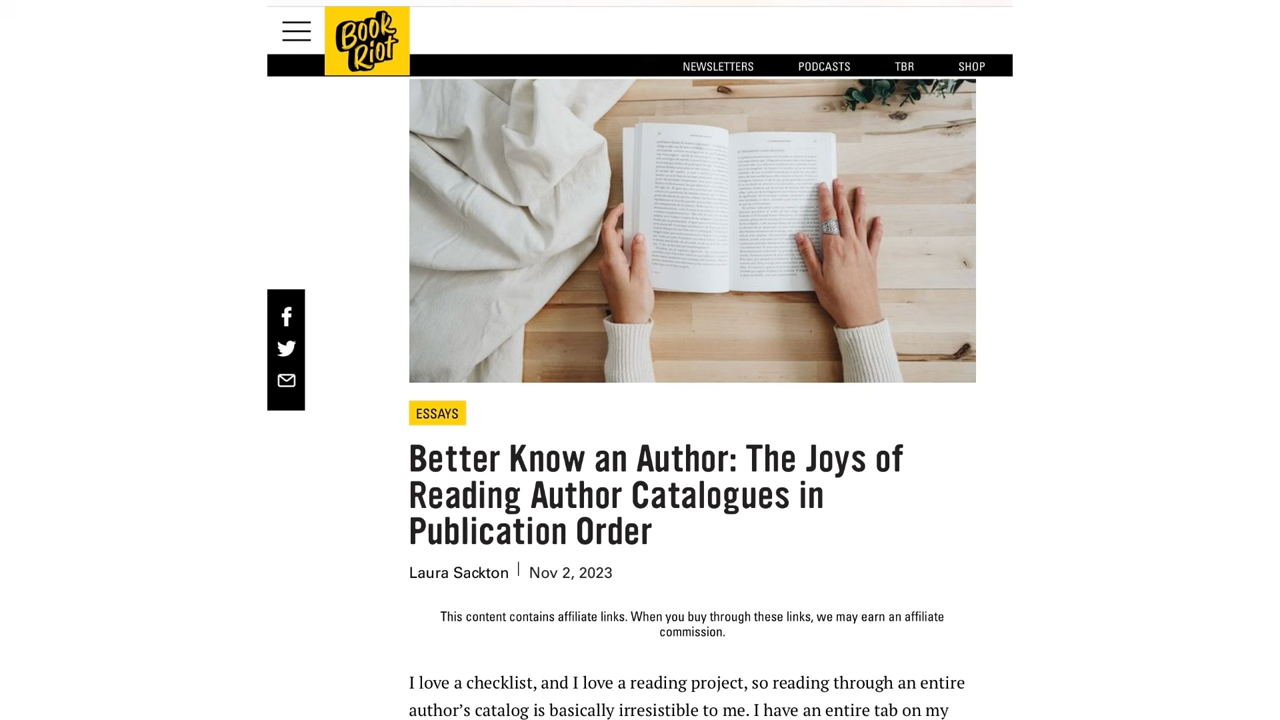 Book
Riot
NEWSLETTERS PODCASTS TBR SHOP
ESSAYS
Better Know an Author: The Joys of
Reading Author Catalogues in
Publication Order
Laura Sackton | Nov 2, 2023
This content contains affiliate links. When you buy through these links, we may earn an affiliate
commission.
I love a checklist, and I love a reading project, so reading through an entire
author’s catalog is basically irresistible to me. I have an entire tab on my